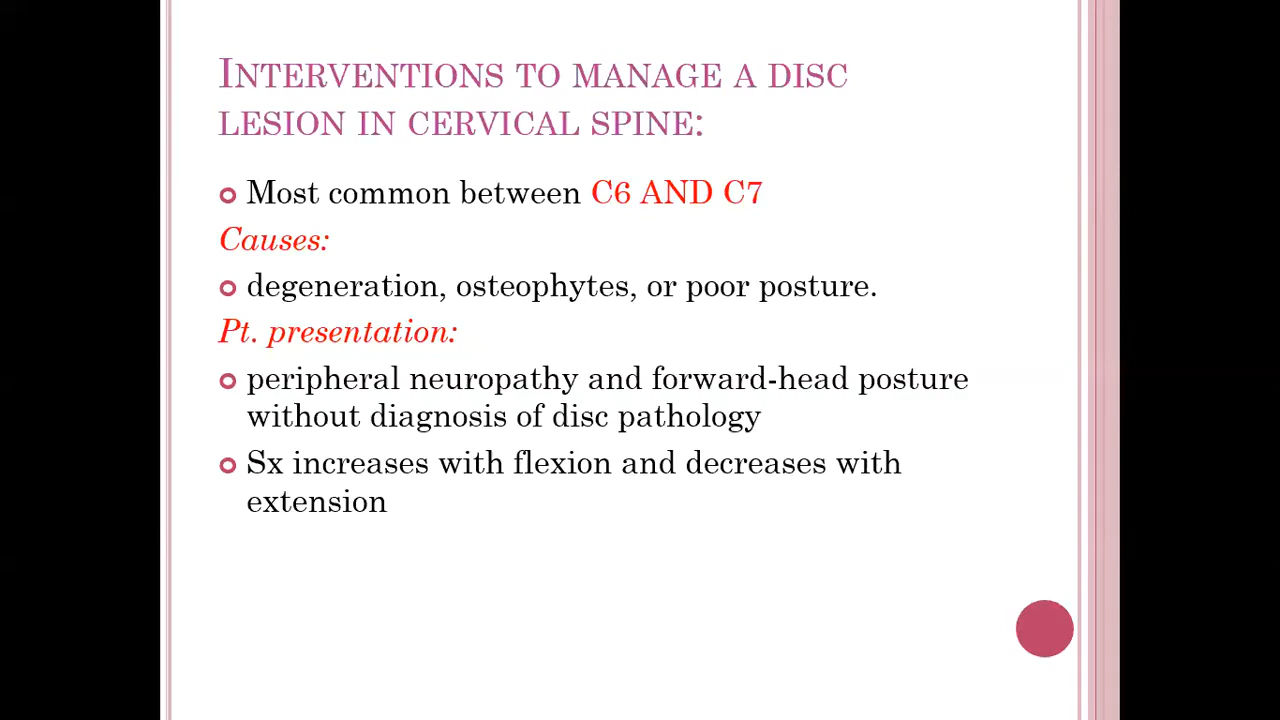 INTERVENTIONS TO MANAGE A DISC
LESION IN CERVICAL SPINE:
Most common between C6 AND C7
Causes:
degeneration, osteophytes, or poor posture.
Pt. presentation:
peripheral neuropathy and forward-head posture
without diagnosis of disc pathology
Sx increases with flexion and decreases with
extension